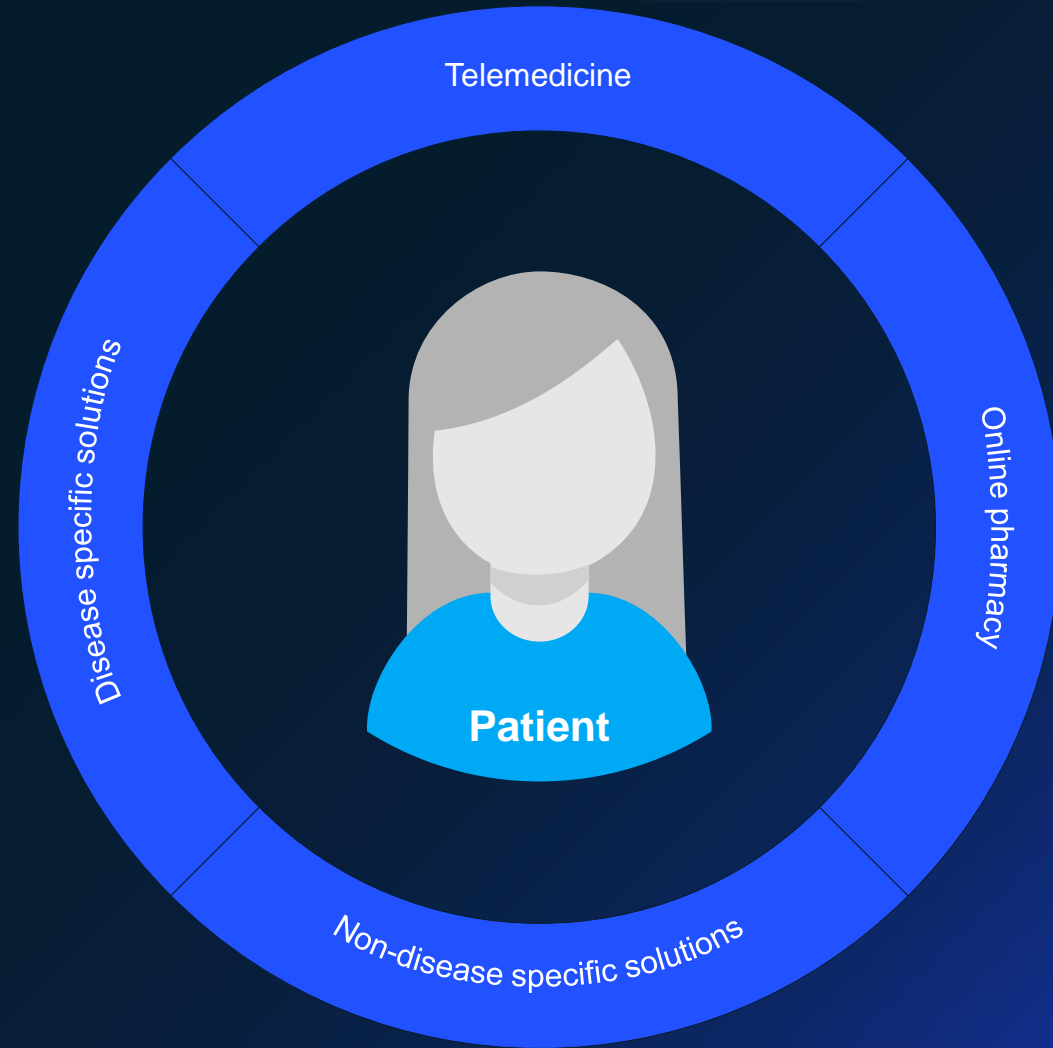 Telemedicine
Online pharmacy
Non-disease specific solutions
Disease specific solutions
Patient